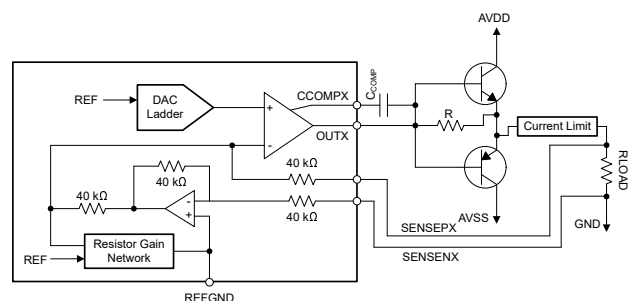 AVDD
CCOMPX
CCOMP
REF
DAC
Ladder
+
-
OUTX
R
Current Limit
RLOAD
40 kΩ
40 kΩ
40 kΩ
40 kΩ
-
+
AVSS
GND
SENSEPX
SENSENX
REF
Resistor Gain
Network
REFGND